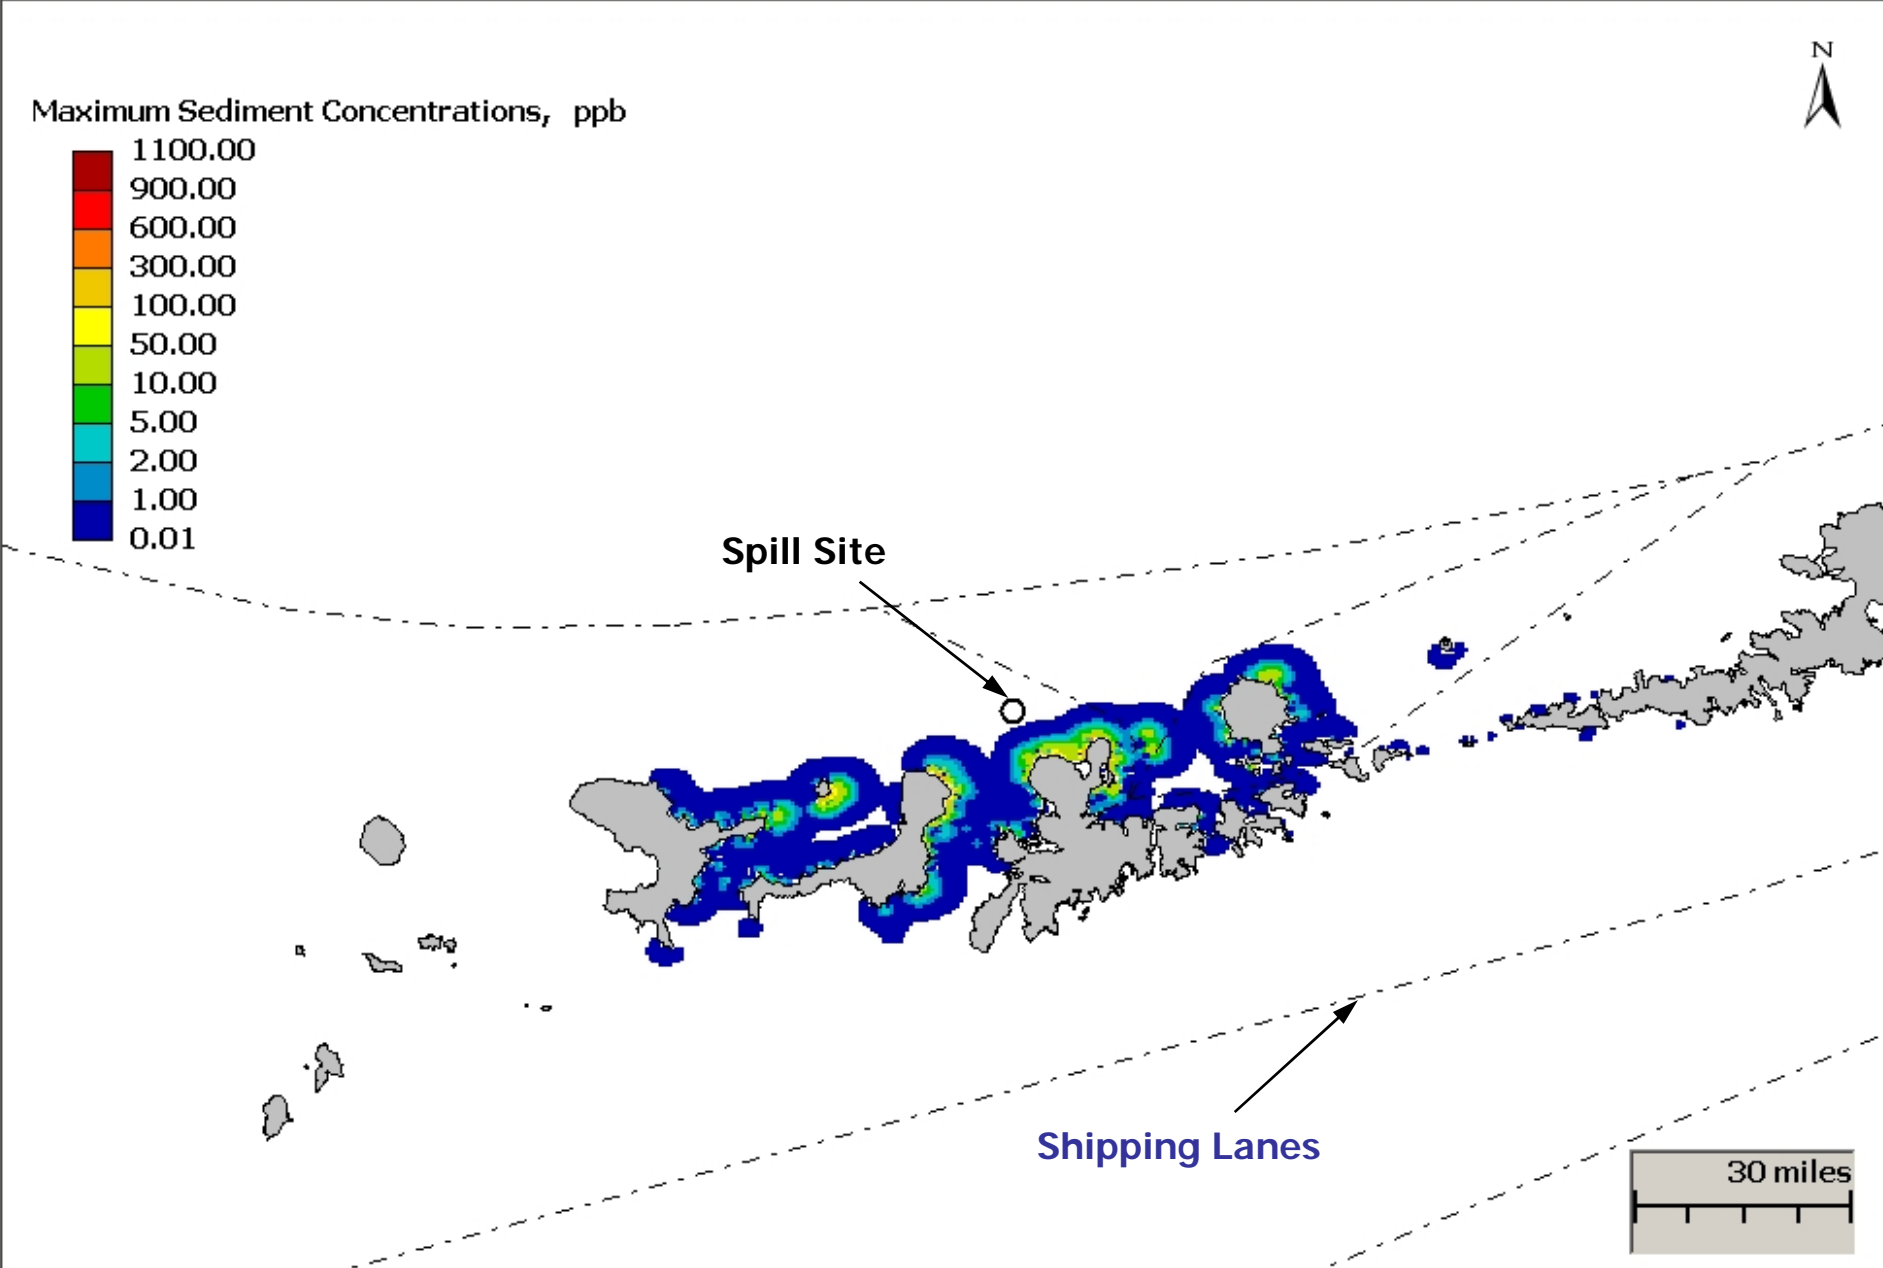 N
Maximum Sediment Concentrations, ppb
1100.00
900.00
600.00
300.00
100.00
50.00
10.00
5.00
2.00
1.00
0.01
Spill Site
Shipping Lanes
30 miles